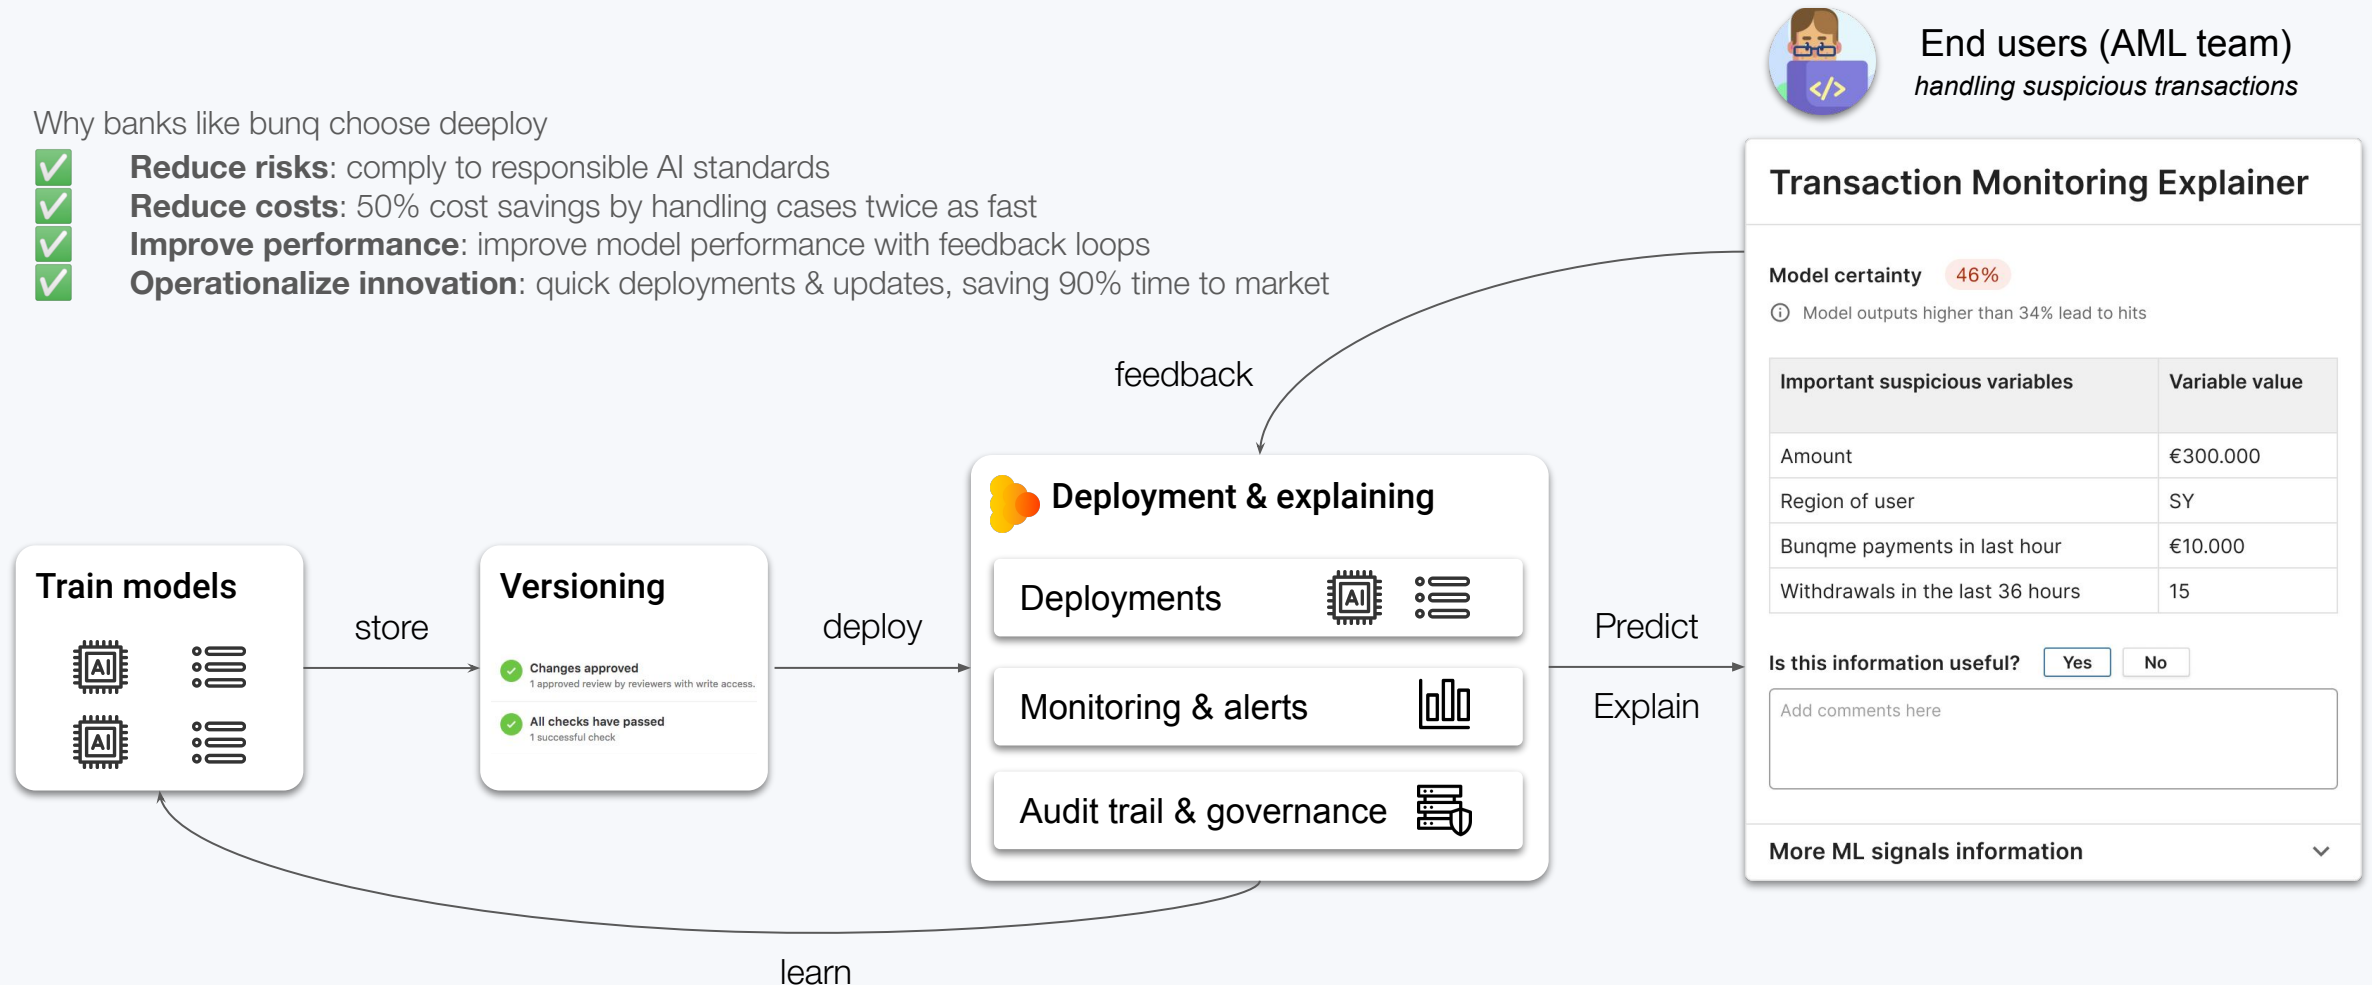 End users (AML team)
handling suspicious transactions
Why banks like bunq choose deeploy
✅ Reduce risks: comply to responsible AI standards
✅ Reduce costs: 50% cost savings by handling cases twice as fast
✅ Improve performance: improve model performance with feedback loops
✅ Operationalize innovation: quick deployments & updates, saving 90% time to market
Train models
AI
AI
store
Versioning
Changes approved
1 approved review by reviewers with write access.
All checks have passed
1 successful check
deploy
feedback
Deployment & explaining
Deployments
AI
Monitoring & alerts
Audit trail & governance
learn
Predict
Explain
</>
Transaction Monitoring Explainer
Model certainty 46%
Model outputs higher than 34% lead to hits
Important suspicious variables Variable value
Amount €300.000
Region of user SY
Bunqme payments in last hour €10.000
Withdrawals in the last 36 hours 15
Is this information useful? Yes No
Add comments here
More ML signals information